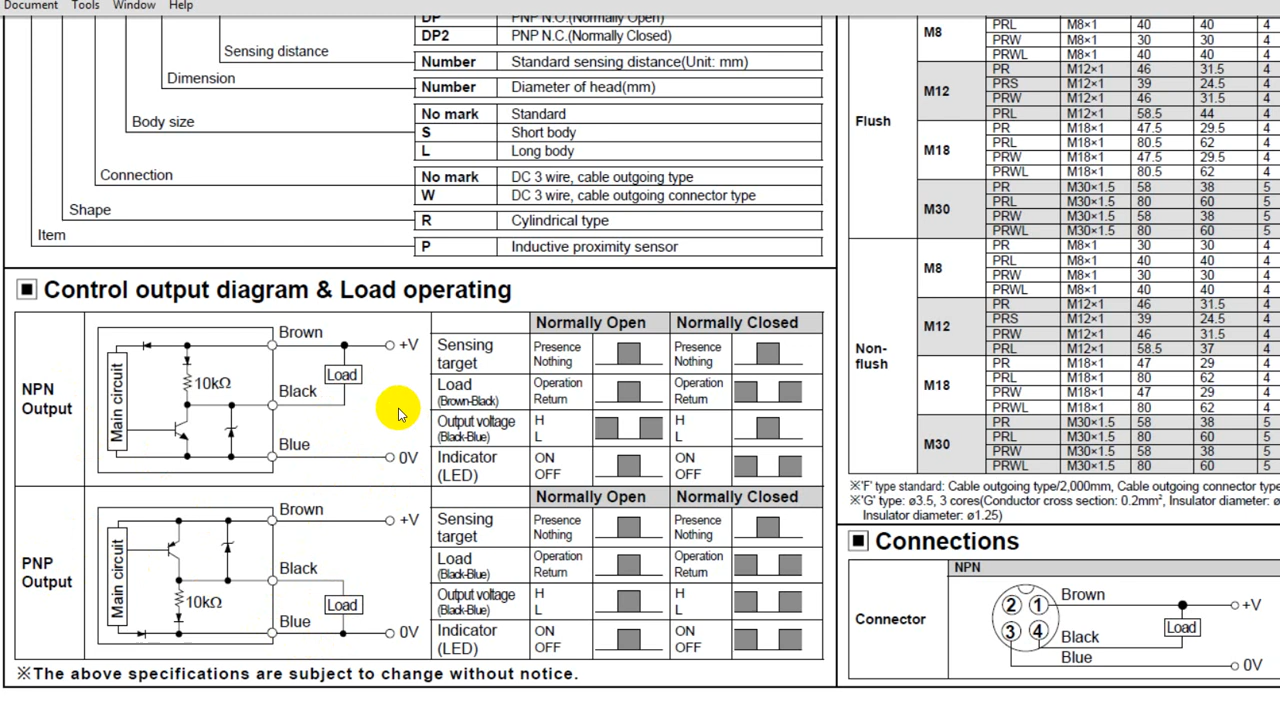 Document Tools Window Help
DP PNP N.O.(Normally Open)
DP2 PNP N.C.(Normally Closed)
Sensing distance
Number Standard sensing distance(Unit: mm)
Dimension
Number Diameter of head(mm)
No mark Standard
Body size
S Short body
L Long body
Connection
No mark DC 3 wire, cable outgoing type
W DC 3 wire, cable outgoing connector type
Shape
R Cylindrical type
Item
P Inductive proximity sensor
■ Control output diagram & Load operating
NPN
Output
Main circuit
Brown
+V
Load
10kΩ
Black
Blue
0V
Normally Open Normally Closed
Sensing
target
Presence
Nothing
Presence
Nothing
Load
(Brown-Black)
Operation
Return
Operation
Return
Output voltage
(Black-Blue)
H
L
H
L
Indicator
(LED)
ON
OFF
ON
OFF
PNP
Output
Main circuit
Brown
+V
Black
10kΩ
Load
Blue
0V
Normally Open Normally Closed
Sensing
target
Presence
Nothing
Presence
Nothing
Load
(Black-Blue)
Operation
Return
Operation
Return
Output voltage
(Black-Blue)
H
L
H
L
Indicator
(LED)
ON
OFF
ON
OFF
※The above specifications are subject to change without notice.
Flush
M8
PRL M8×1 40 40 4
PRW M8×1 30 30 4
PRWL M8×1 40 40 4
M12
PR M12×1 46 31.5 4
PRS M12×1 39 24.5 4
PRW M12×1 46 31.5 4
PRL M12×1 58.5 44 4
M18
PR M18×1 47.5 29.5 4
PRL M18×1 80.5 62 4
PRW M18×1 47.5 29.5 4
PRWL M18×1 80.5 62 4
M30
PR M30×1.5 58 38 5
PRL M30×1.5 80 60 5
PRW M30×1.5 58 38 5
PRWL M30×1.5 80 60 5
Non-
flush
M8
PR M8×1 30 30 4
PRL M8×1 40 40 4
PRW M8×1 30 30 4
PRWL M8×1 40 40 4
M12
PR M12×1 46 31.5 4
PRS M12×1 39 24.5 4
PRW M12×1 46 31.5 4
PRL M12×1 58.5 37 4
M18
PR M18×1 47 29 4
PRL M18×1 80 62 4
PRW M18×1 47 29 4
PRWL M18×1 80 62 4
M30
PR M30×1.5 58 38 5
PRL M30×1.5 80 60 5
PRW M30×1.5 58 38 5
PRWL M30×1.5 80 60 5
※'F' type standard: Cable outgoing type/2,000mm, Cable outgoing connector type
※'G' type: ø3.5, 3 cores(Conductor cross section: 0.2mm², Insulator diameter: ø
Insulator diameter: ø1.25)
■ Connections
NPN
Connector
2 1
3 4
Brown
+V
Load
Black
Blue
0V